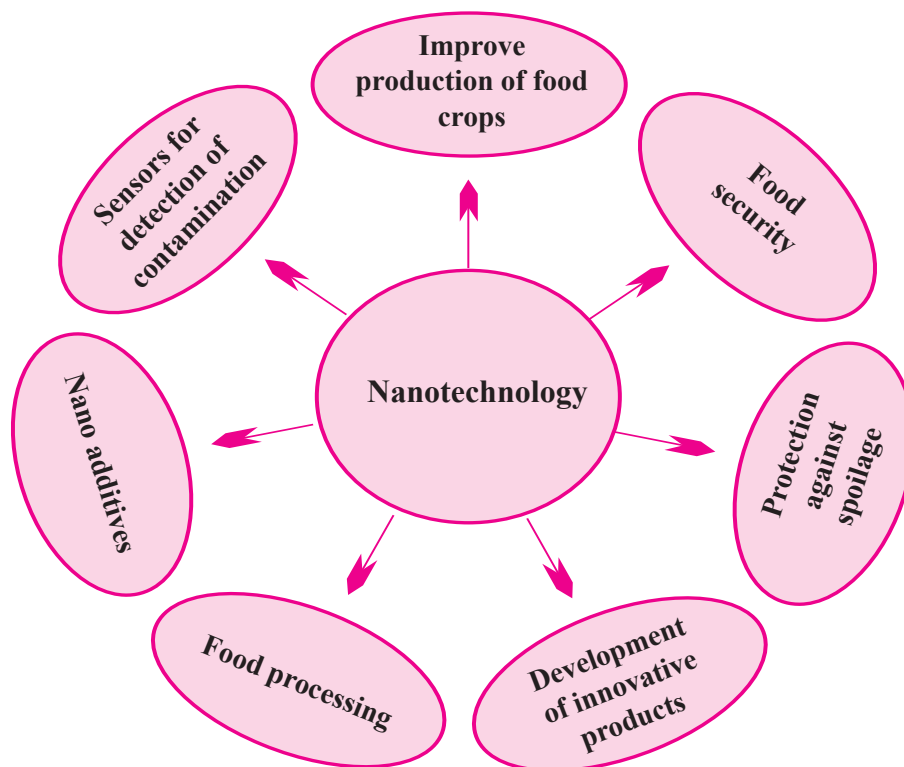 Improve
production of food
crops
Food
security
Protection
against
spoilage
Development
of innovative
products
Food processing
Nano additives
Sensors for
detection of
contamination
Nanotechnology